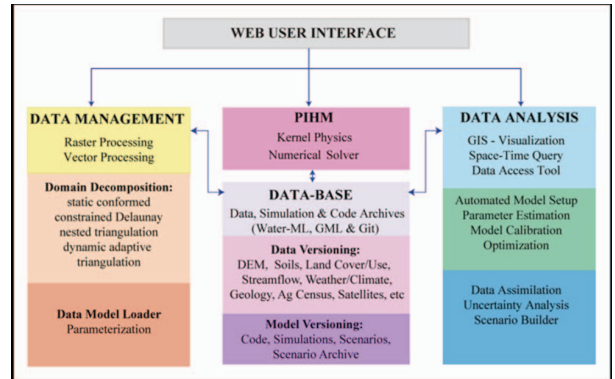 WEB USER INTERFACE
DATA MANAGEMENT
Raster Processing
Vector Processing
Domain Decomposition:
static conformed
constrained Delaunay
nested triangulation
dynamic adaptive
triangulation
Data Model Loader
Parameterization
PIHM
Kernel Physics
Numerical Solver
DATA-BASE
Data, Simulation & Code Archives
(Water-ML, GML & Git)
Data Versioning:
DEM, Soils, Land Cover/Use,
Streamflow, Weather/Climate,
Geology, Ag Census, Satellites, etc
Model Versioning:
Code, Simulations, Scenarios,
Scenario Archive
DATA ANALYSIS
GIS - Visualization
Space-Time Query
Data Access Tool
Automated Model Setup
Parameter Estimation
Model Calibration
Optimization
Data Assimilation
Uncertainty Analysis
Scenario Builder